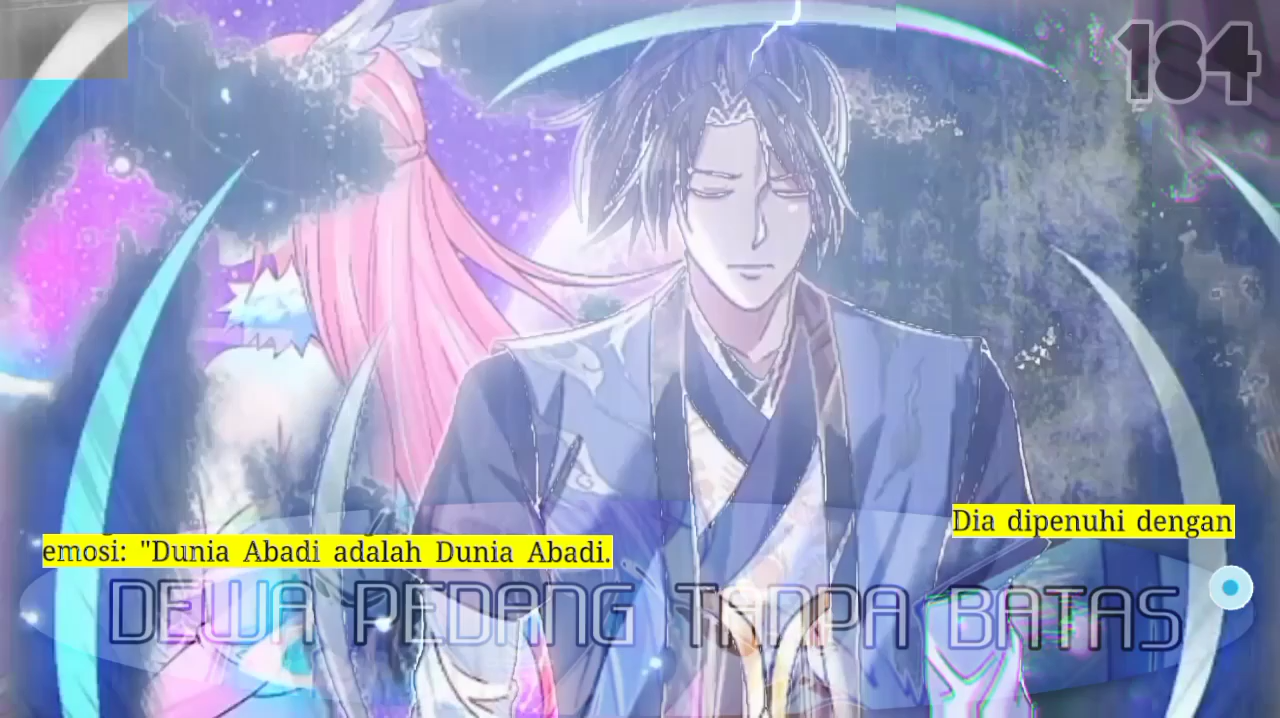 184
Dia dipenuhi dengan
emosi: "Dunia Abadi adalah Dunia Abadi.
DEWA PEDANG TANPA BATAS